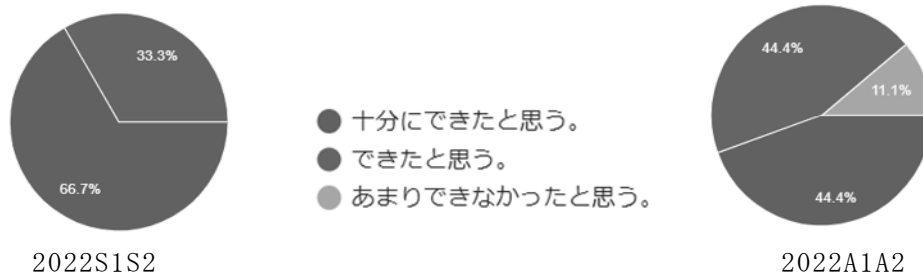 33.3%
66.7%
十分にできたと思う。
できたと思う。
あまりできなかったと思う。
44.4%
11.1%
44.4%
2022S1S2
2022A1A2